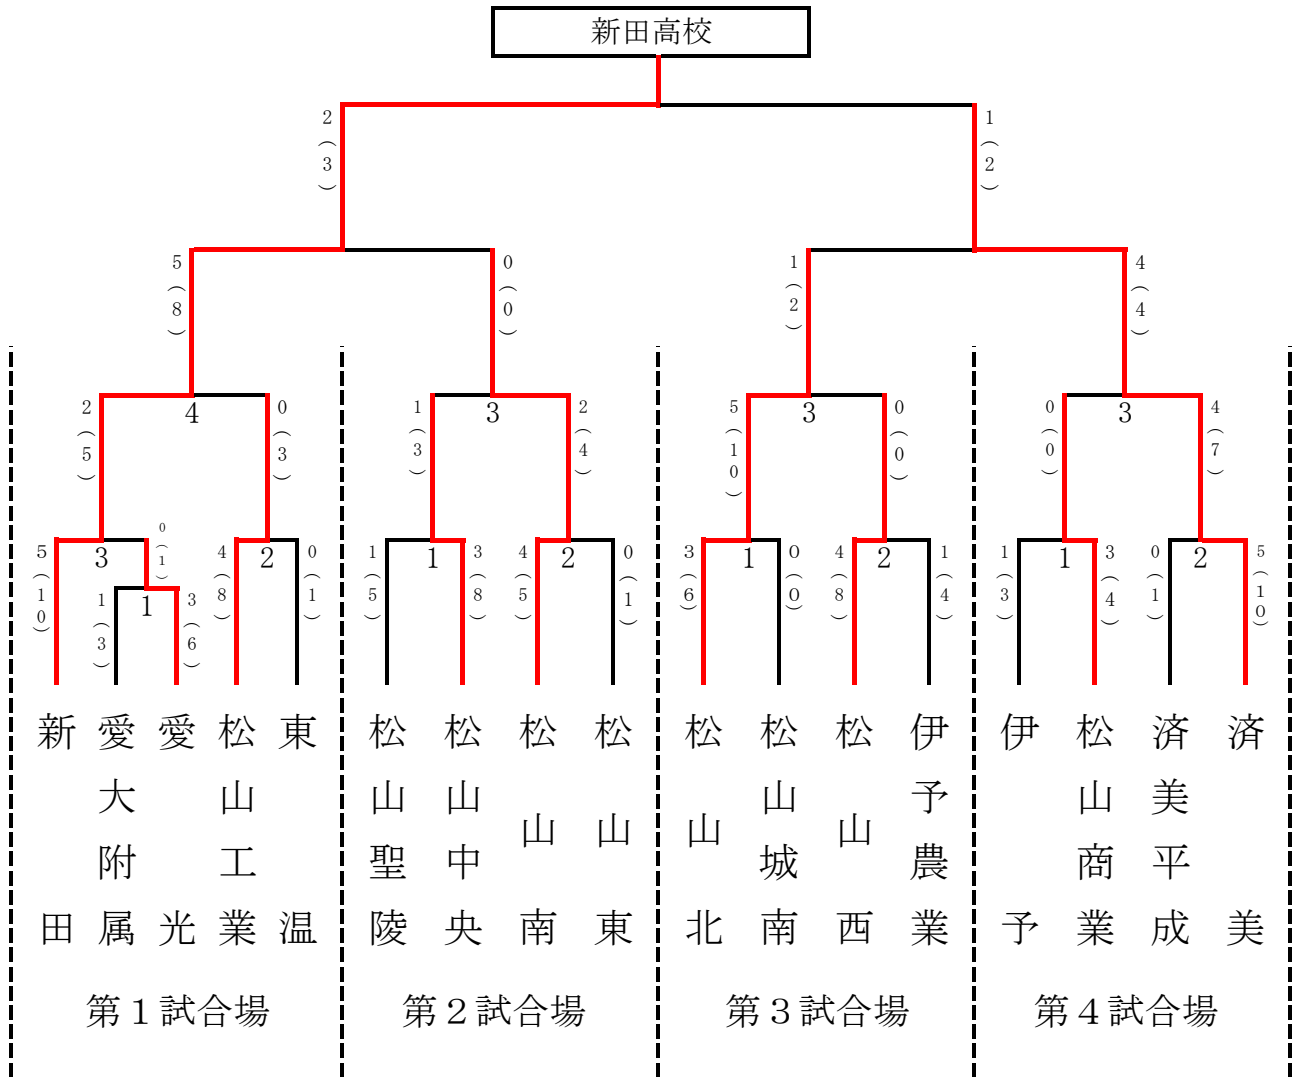 新田高校
2（3）
1（2）
5（8）
0（0）
1（2）
4（4）
2（5）
4
0（3）
1（3）
3
2（4）
5（10）
3
0（0）
0（0）
3
4（7）
5（10）
3
0（1）
1（3）
1
3（6）
4（8）
2
0（1）
1（5）
1
3（8）
4（5）
2
0（1）
3（6）
1
0（0）
4（8）
2
1（4）
1（3）
1
3（4）
0（1）
2
5（10）
新田
愛大附属
愛光
松山工業
東温
松山聖陵
松山中央
松山南
松山東
松山北
松山城南
松山西
伊予農業
伊予
松山商業
済美平成
済美
第１試合場
第２試合場
第３試合場
第４試合場